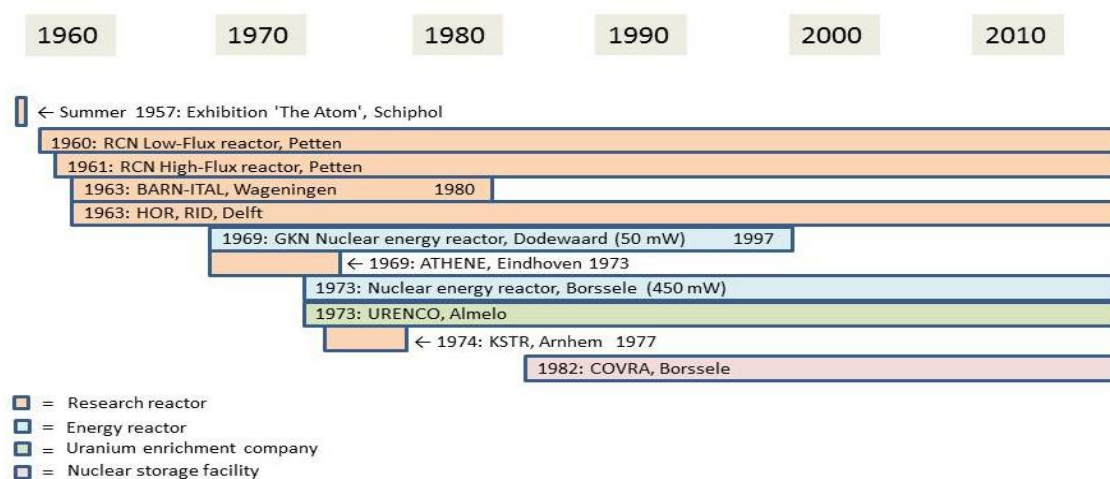 1960 1970 1980 1990 2000 2010
← Summer 1957: Exhibition 'The Atom', Schiphol
1960: RCN Low-Flux reactor, Petten
1961: RCN High-Flux reactor, Petten
1963: BARN-ITAL, Wageningen 1980
1963: HOR, RID, Delft
1969: GKN Nuclear energy reactor, Dodewaard (50 mW) 1997
← 1969: ATHENE, Eindhoven 1973
1973: Nuclear energy reactor, Borssele (450 mW)
1973: URENCO, Almelo
← 1974: KSTR, Arnhem 1977
1982: COVRA, Borssele
= Research reactor
= Energy reactor
= Uranium enrichment company
= Nuclear storage facility